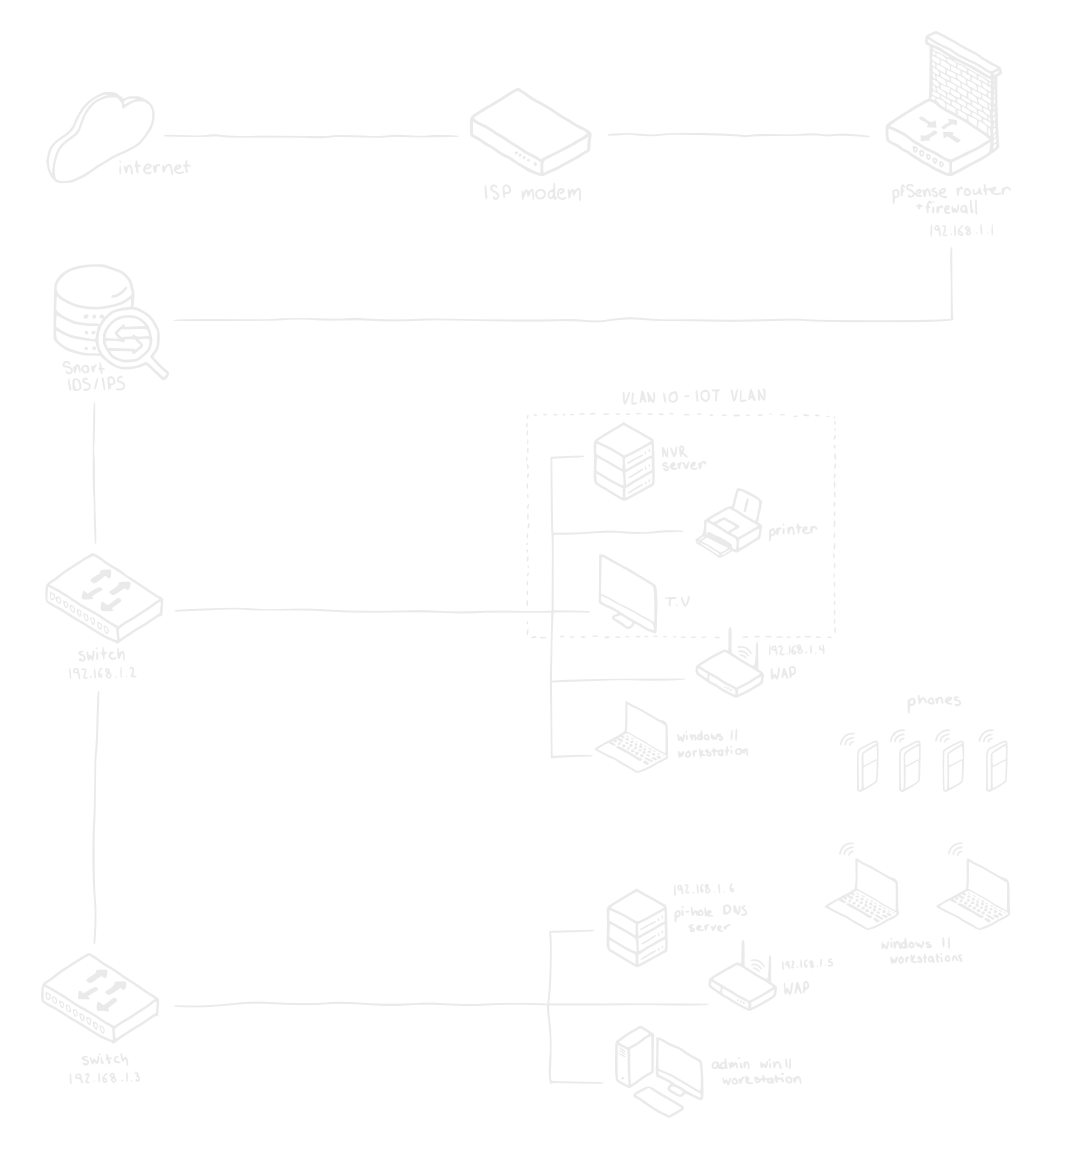 internet
ISP modem
pfSense router
+firewall
192.168.1.1
Snort
IDS/IPS
VLAN 10 - IOT VLAN
NVR
server
printer
T.V
switch
192.168.1.2
192.168.1.4
WAP
windows 11
workstation
phones
192.168.1.6
pi-hole DNS
server
windows 11
workstations
192.168.1.5
WAP
switch
192.168.1.3
admin win11
workstation